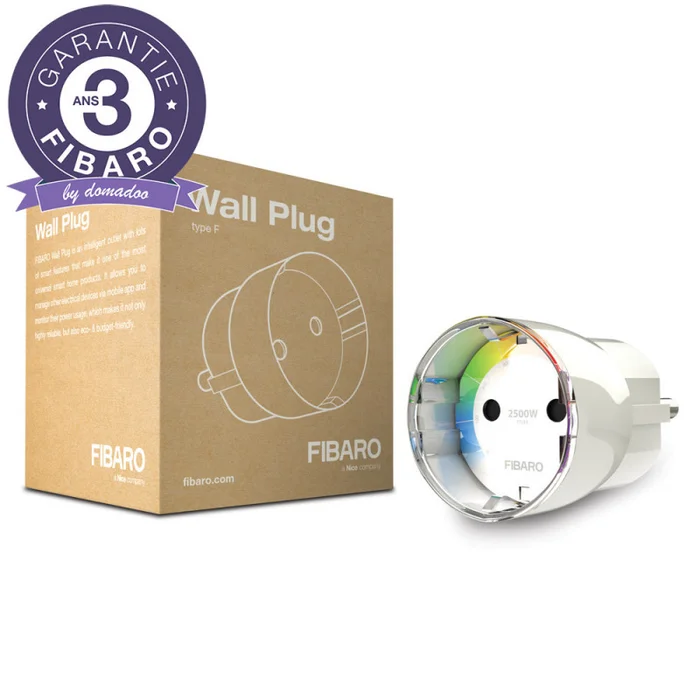 GARANTIE
3 ANS
FIBARO
by domadoo
Wall Plug
FIBARO Wall Plug is an intelligent outlet with lots
of smart features that make it one of the most
universal smart home products. It allows you to
manage other electrical devices via mobile app and
monitor their power usage, which makes it not only
highly reliable, but also eco- & budget-friendly.
FIBARO
a Nice company
Wall Plug
type F
FIBARO
a Nice company
fibaro.com
2500W
FIBARO